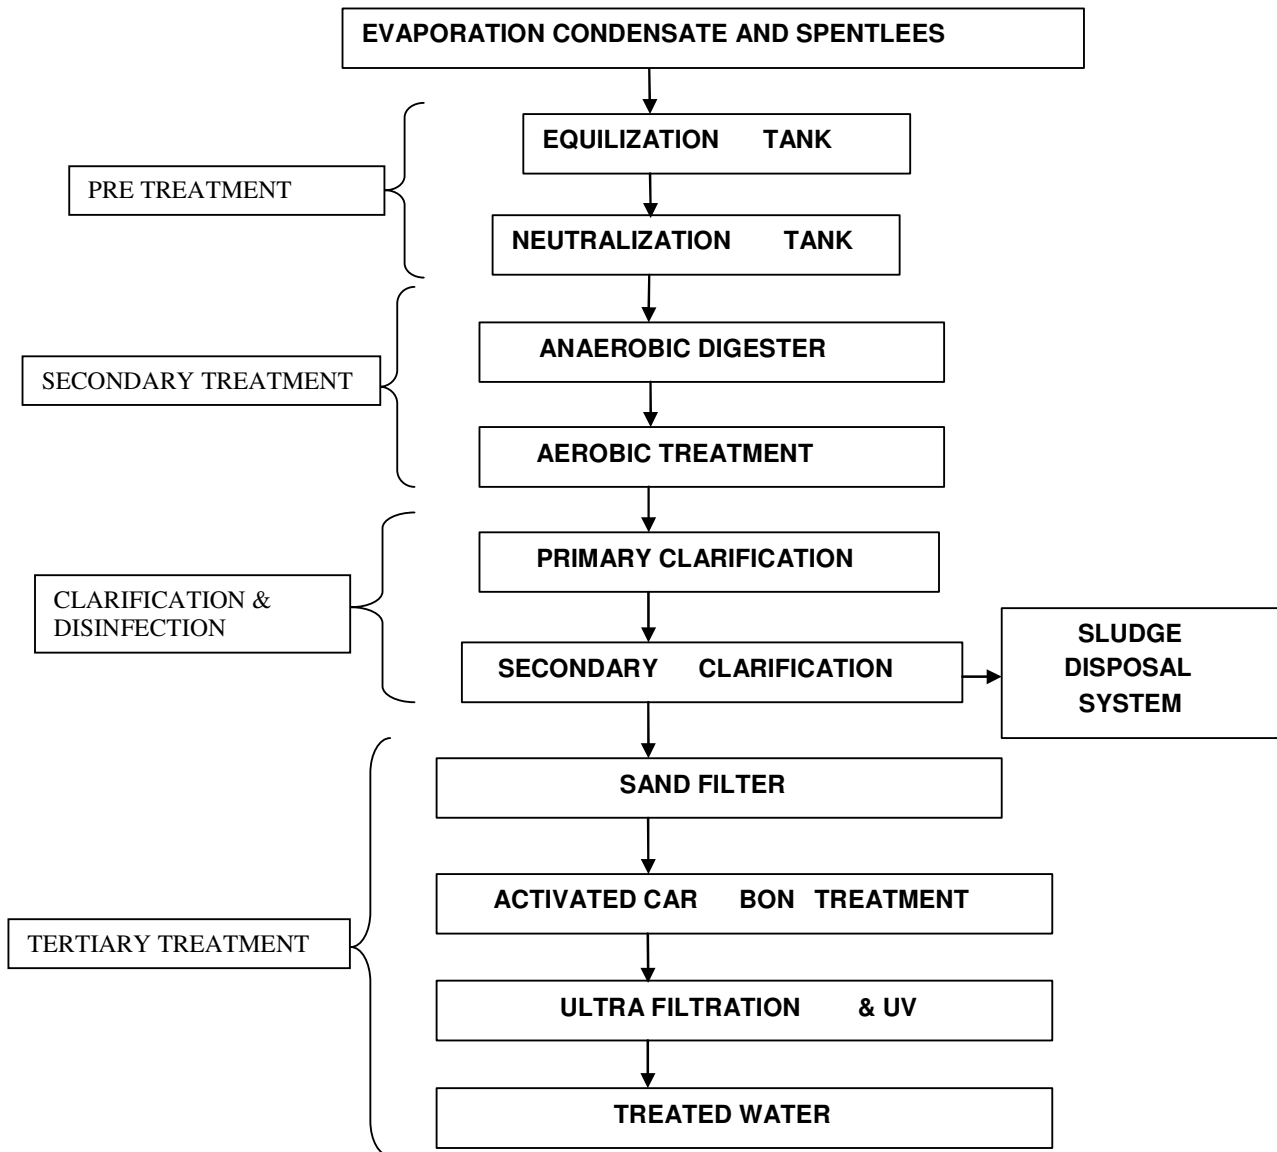 EVAPORATION CONDENSATE AND SPENTLEES
EQUILIZATION TANK
PRE TREATMENT
NEUTRALIZATION TANK
ANAEROBIC DIGESTER
SECONDARY TREATMENT
AEROBIC TREATMENT
PRIMARY CLARIFICATION
CLARIFICATION &
DISINFECTION
SECONDARY CLARIFICATION
SLUDGE
DISPOSAL
SYSTEM
SAND FILTER
ACTIVATED CAR BON TREATMENT
TERTIARY TREATMENT
ULTRA FILTRATION & UV
TREATED WATER